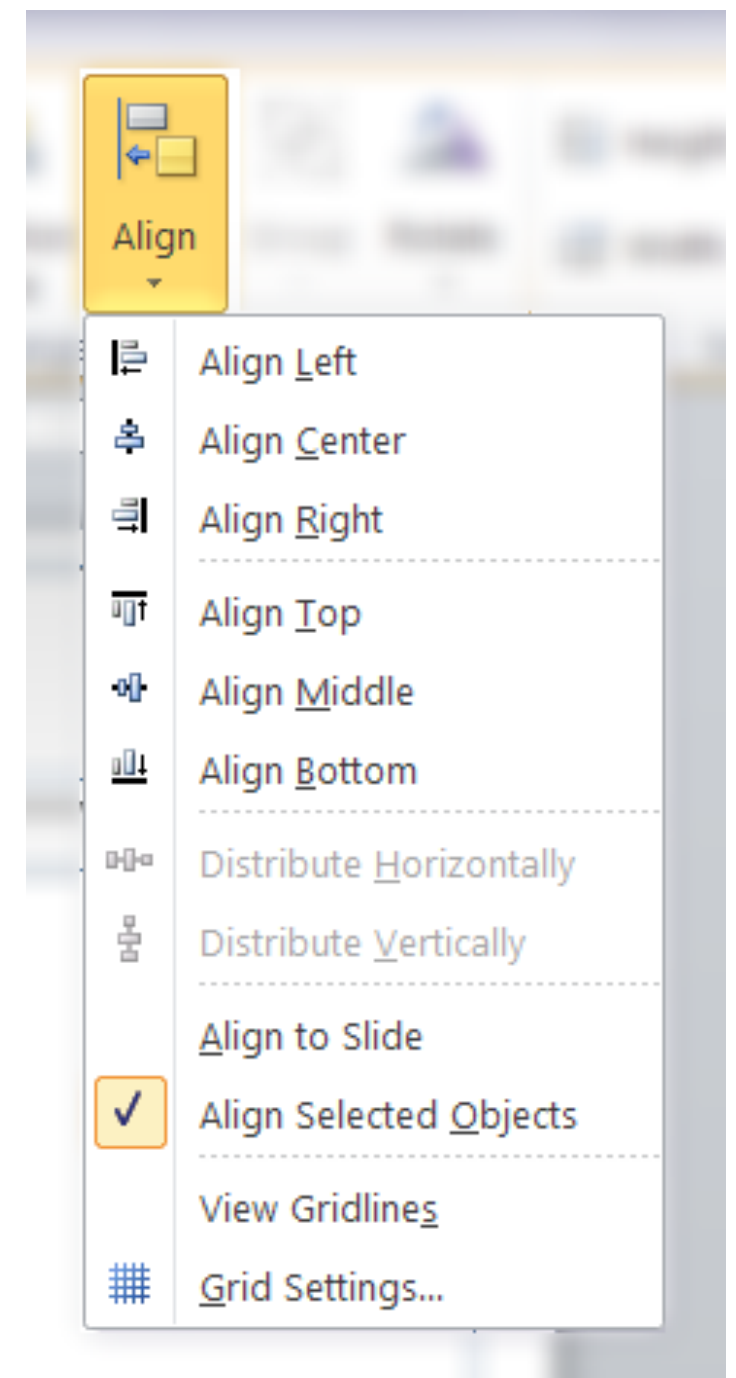 Align
Align Left
Align Center
Align Right
Align Top
Align Middle
Align Bottom
Distribute Horizontally
Distribute Vertically
Align to Slide
Align Selected Objects
View Gridlines
Grid Settings...